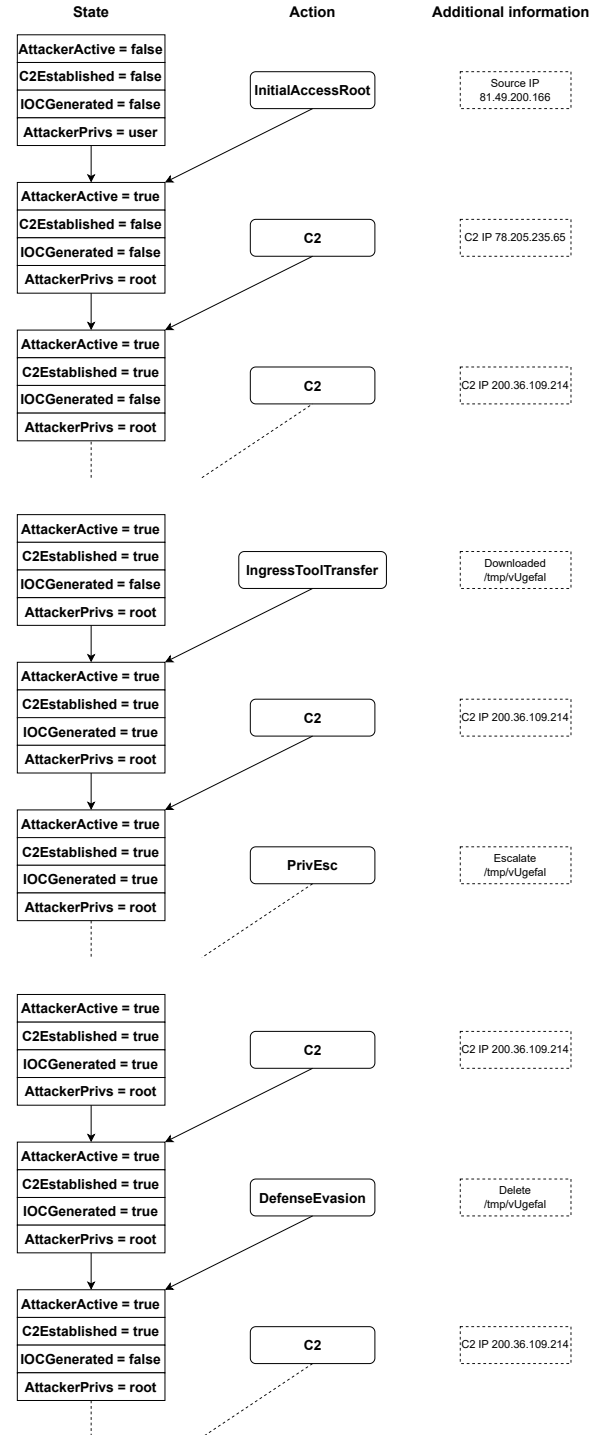 State Action Additional information
AttackerActive = false
C2Established = false
IOCGenerated = false
AttackerPrivs = user
InitialAccessRoot
Source IP
81.49.200.166
AttackerActive = true
C2Established = false
IOCGenerated = false
AttackerPrivs = root
C2
C2 IP 78.205.235.65
AttackerActive = true
C2Established = true
IOCGenerated = false
AttackerPrivs = root
C2
C2 IP 200.36.109.214
AttackerActive = true
C2Established = true
IOCGenerated = false
AttackerPrivs = root
IngressToolTransfer
Downloaded
/tmp/vUgefal
AttackerActive = true
C2Established = true
IOCGenerated = true
AttackerPrivs = root
C2
C2 IP 200.36.109.214
AttackerActive = true
C2Established = true
IOCGenerated = true
AttackerPrivs = root
PrivEsc
Escalate
/tmp/vUgefal
AttackerActive = true
C2Established = true
IOCGenerated = true
AttackerPrivs = root
C2
C2 IP 200.36.109.214
AttackerActive = true
C2Established = true
IOCGenerated = true
AttackerPrivs = root
DefenseEvasion
Delete
/tmp/vUgefal
AttackerActive = true
C2Established = true
IOCGenerated = false
AttackerPrivs = root
C2
C2 IP 200.36.109.214